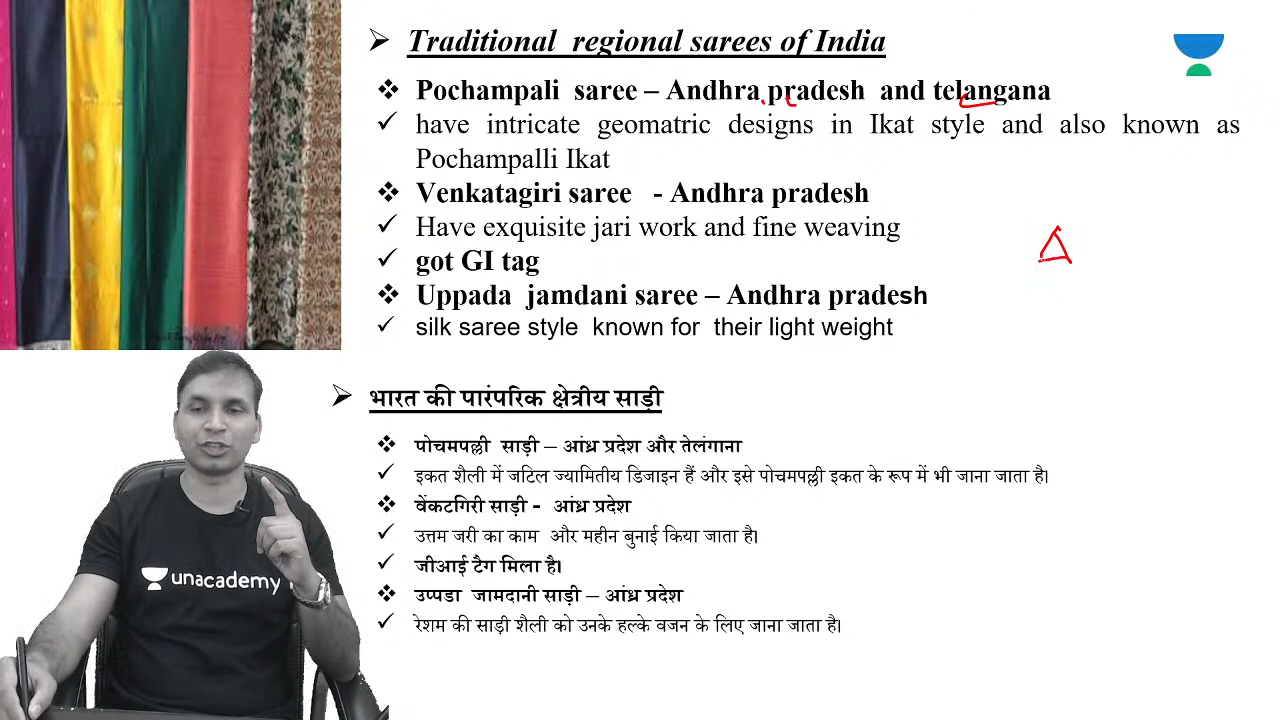 Traditional regional sarees of India
Pochampali saree – Andhra pradesh and telangana
have intricate geomatric designs in Ikat style and also known as
Pochampalli Ikat
Venkatagiri saree - Andhra pradesh
Have exquisite jari work and fine weaving
got GI tag
Uppada jamdani saree – Andhra pradesh
silk saree style known for their light weight
भारत की पारंपरिक क्षेत्रीय साड़ी
पोचमपल्ली साड़ी – आंध्र प्रदेश और तेलंगाना
इकत शैली में जटिल ज्यामितीय डिजाइन हैं और इसे पोचमपल्ली इकत के रूप में भी जाना जाता है।
वेंकटगिरी साड़ी - आंध्र प्रदेश
उत्तम जरी का काम और महीन बुनाई किया जाता है।
जीआई टैग मिला है।
उप्पडा जामदानी साड़ी – आंध्र प्रदेश
रेशम की साड़ी शैली को उनके हल्के वजन के लिए जाना जाता है।
unacademy